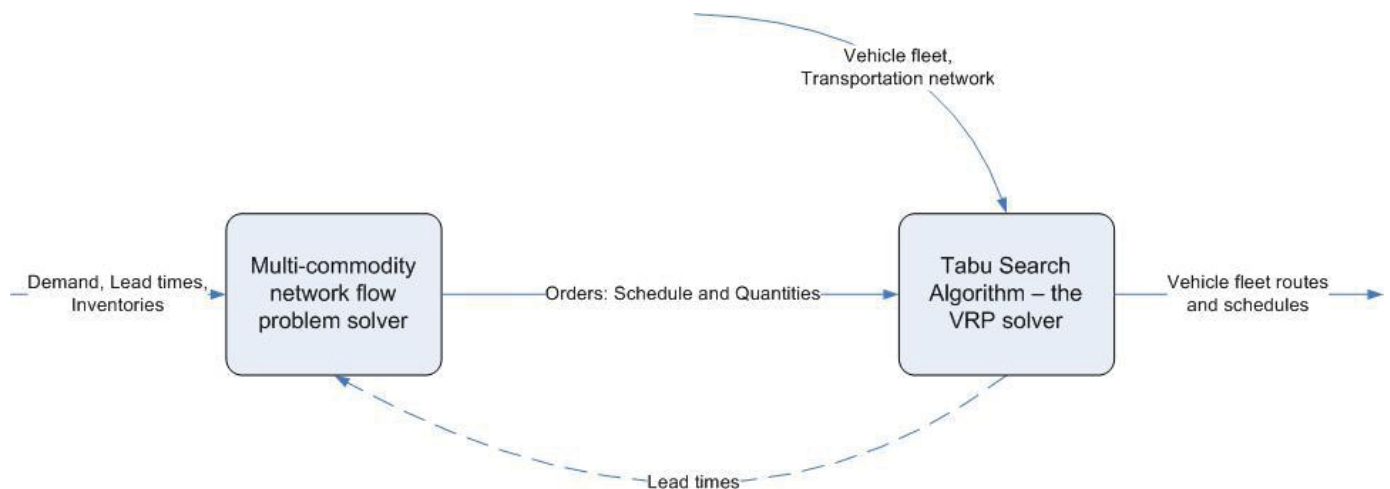 Vehicle fleet,
Transportation network
Demand, Lead times,
Inventories
Multi-commodity
network flow
problem solver
Orders: Schedule and Quantities
Tabu Search
Algorithm – the
VRP solver
Vehicle fleet routes
and schedules
Lead times